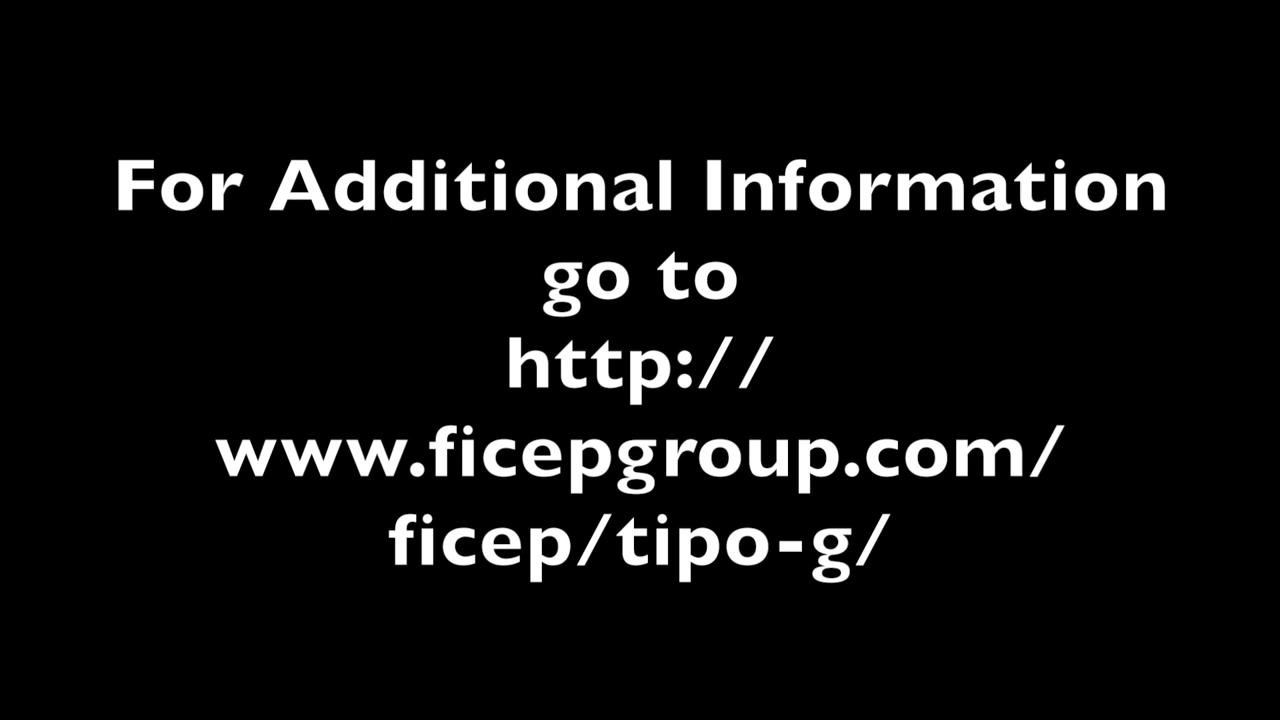 For Additional Information
go to
http://
www.ficepgroup.com/
ficep/tipo-g/